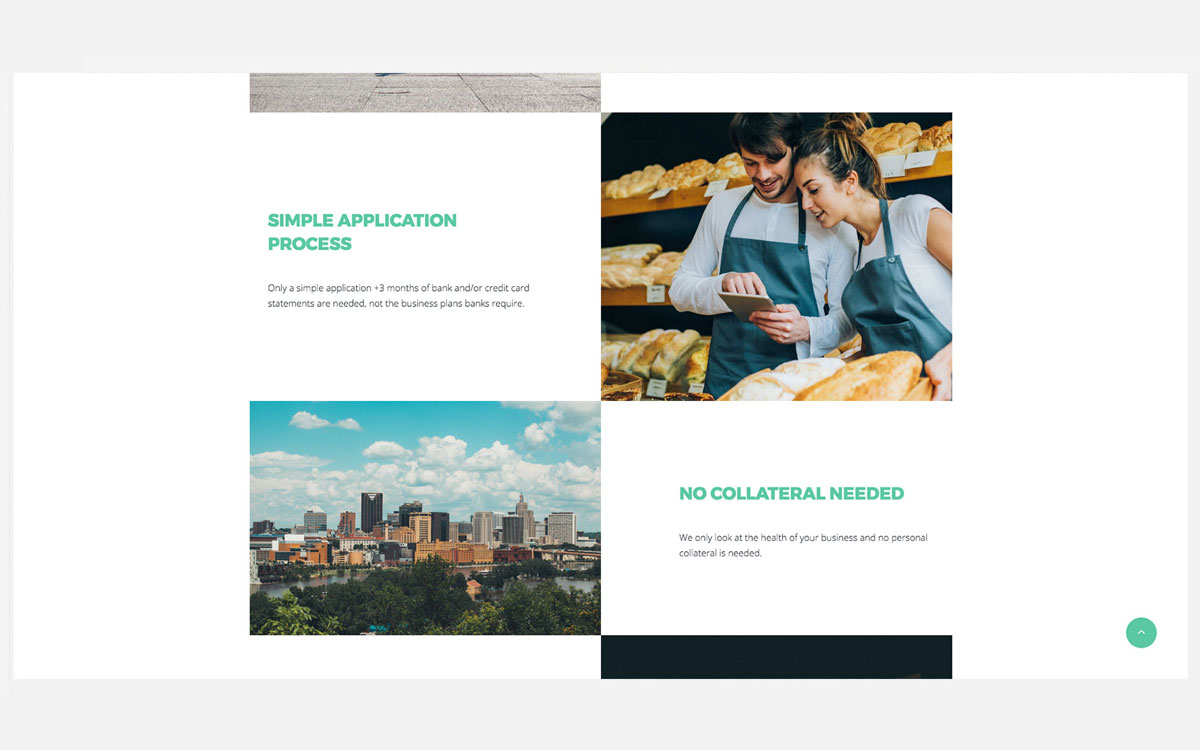 SIMPLE APPLICATION
PROCESS
Only a simple application +3 months of bank and/or credit card
statements are needed, not the business plans banks require.
NO COLLATERAL NEEDED
We only look at the health of your business and no personal
collateral is needed.